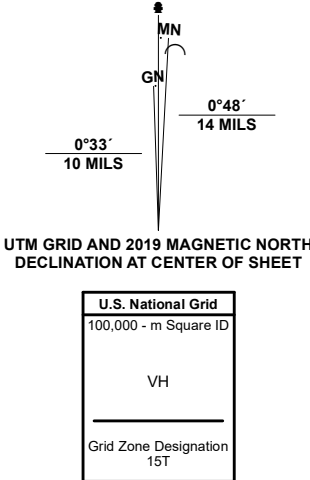 MN
GN
0°48´
14 MILS
0°33´
10 MILS
UTM GRID AND 2019 MAGNETIC NORTH
DECLINATION AT CENTER OF SHEET
U.S. National Grid
100,000 - m Square ID
VH
Grid Zone Designation
15T